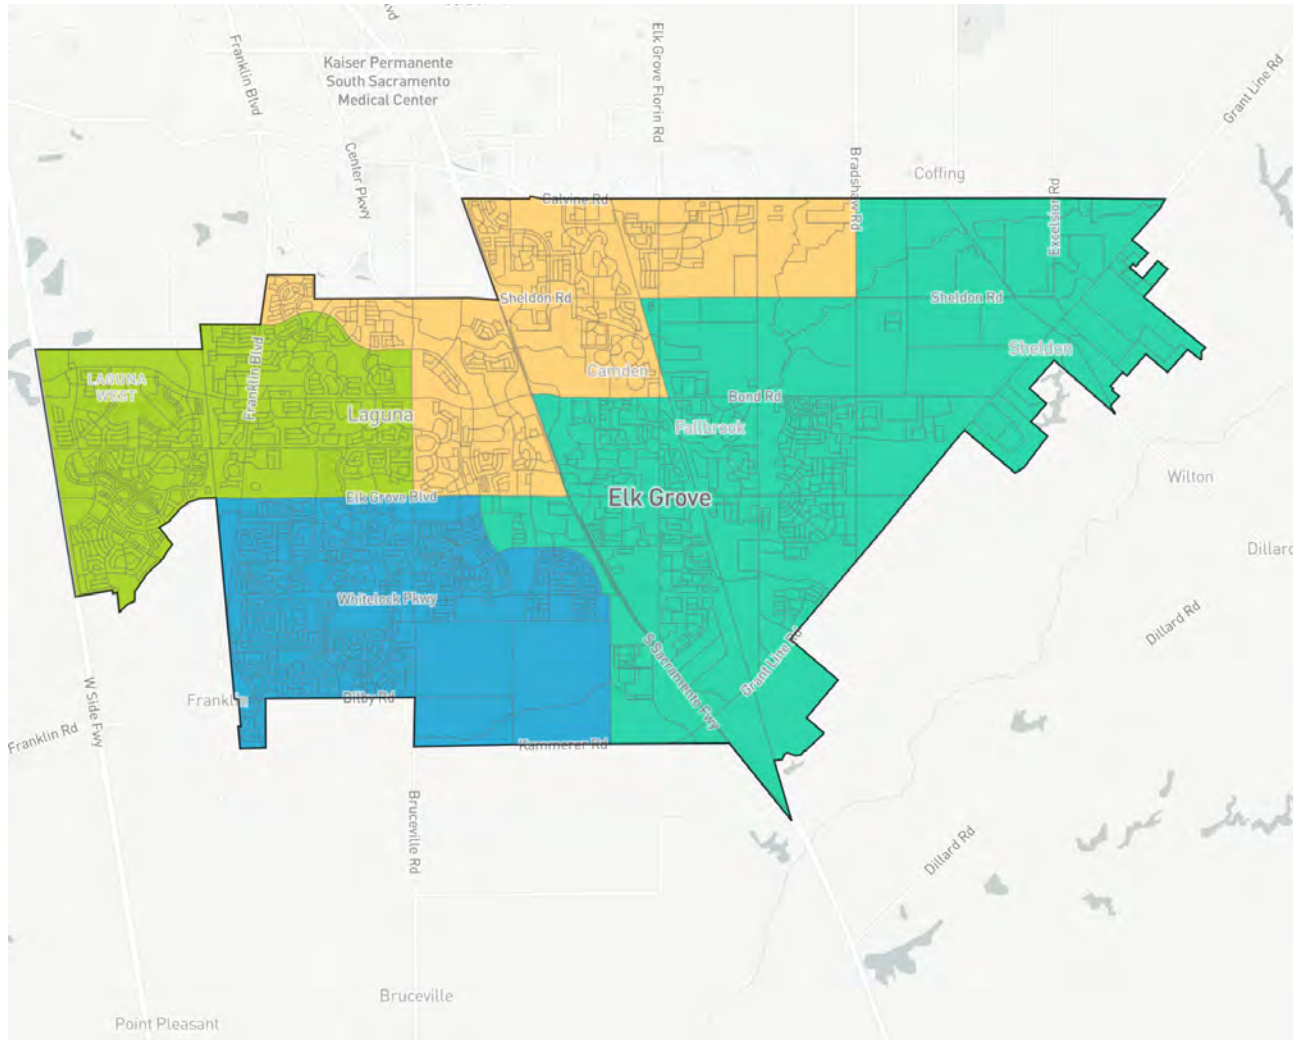 Franklin Blvd
Kaiser Permanente
South Sacramento
Medical Center
Center Pkwy
Elk Grove Florin Rd
Grant Line Rd
Bradshaw Rd
Coffing
Excelsior Rd
Calvine Rd
Sheldon Rd
Sheldon Rd
Sheldon
Camden
LAGUNA
WEST
Franklin Blvd
Laguna
Bond Rd
Fallbrook
Elk Grove Blvd
Elk Grove
Wilton
Dillard
Whitelock Pkwy
Dillard Rd
S Sacramento Fwy
Grant Line Rd
Franklin
Bilby Rd
W Side Fwy
Franklin Rd
Kammerer Rd
Bruceville Rd
Dillard Rd
Bruceville
Point Pleasant